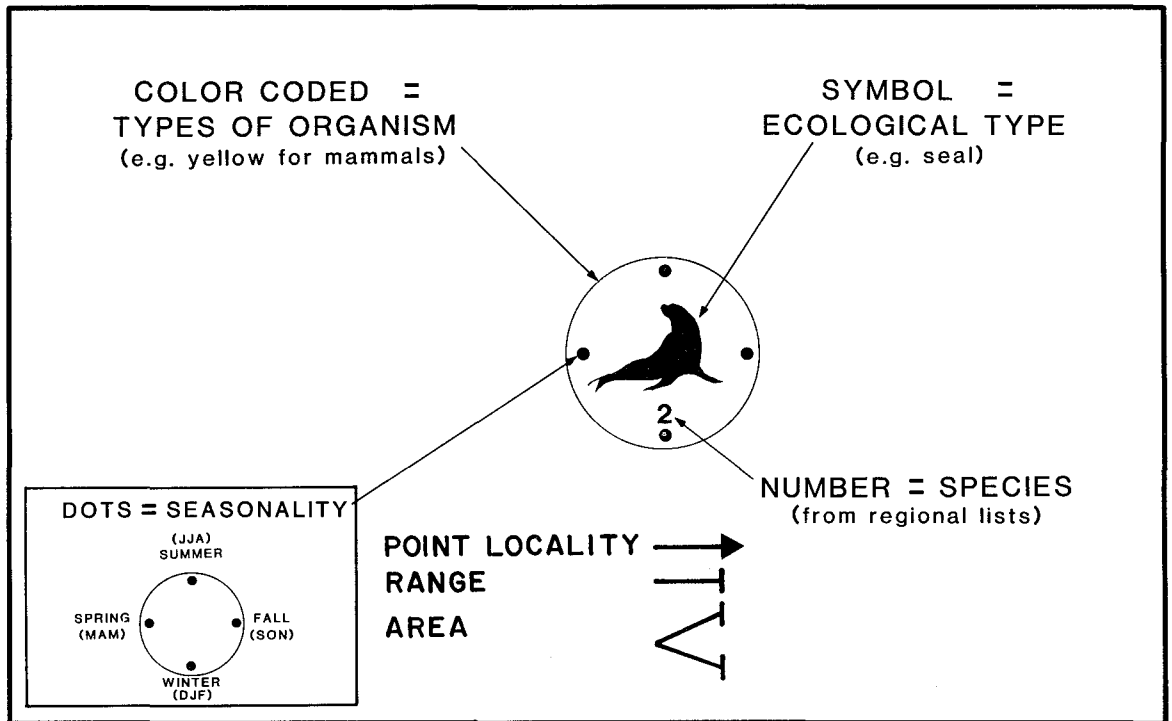 COLOR CODED =
TYPES OF ORGANISM
(e.g. yellow for mammals)
SYMBOL =
ECOLOGICAL TYPE
(e.g. seal)
2
NUMBER = SPECIES
(from regional lists)
DOTS = SEASONALITY
(JJA)
SUMMER
SPRING
(MAM)
FALL
(SON)
WINTER
(DJF)
POINT LOCALITY
RANGE
AREA